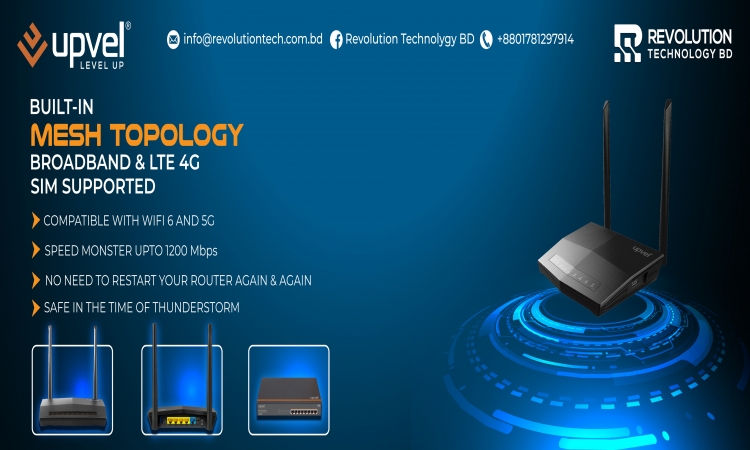 upvel®
LEVEL UP
info@revolutiontech.com.bd Revolution Technolygy BD +8801781297914
REVOLUTION
TECHNOLOGY BD
BUILT-IN
MESH TOPOLOGY
BROADBAND & LTE 4G
SIM SUPPORTED
COMPATIBLE WITH WIFI 6 AND 5G
SPEED MONSTER UPTO 1200 Mbps
NO NEED TO RESTART YOUR ROUTER AGAIN & AGAIN
SAFE IN THE TIME OF THUNDERSTORM
upvel